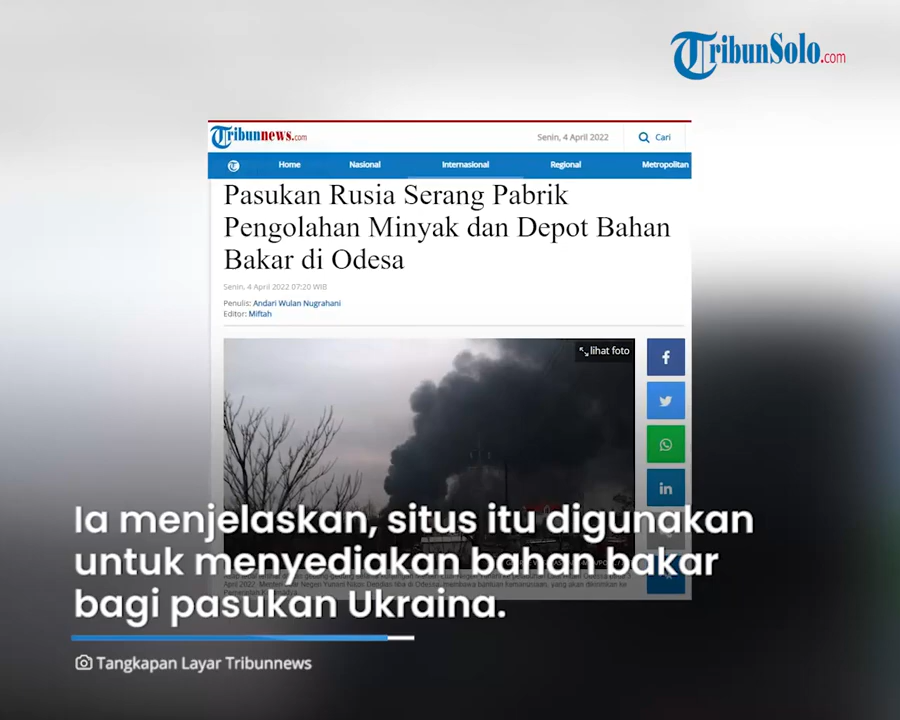 TribunSolo.com
Tribunnews.com
Senin, 4 April 2022
Cari
Home
Nasional
Internasional
Regional
Metropolitan
Pasukan Rusia Serang Pabrik
Pengolahan Minyak dan Depot Bahan
Bakar di Odesa
Senin, 4 April 2022 07:20 WIB
Penulis: Andari Wulan Nugrahani
Editor: Miftah
lihat foto
Ia menjelaskan, situs itu digunakan
untuk menyediakan bahan bakar
bagi pasukan Ukraina.
Tangkapan Layar Tribunnews